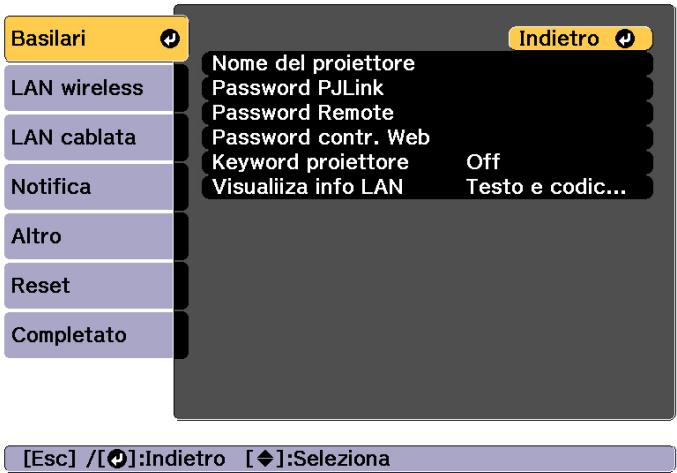 Basilari
LAN wireless
LAN cablata
Notifica
Altro
Reset
Completato
Indietro
Nome del proiettore
Password PJLink
Password Remote
Password contr. Web
Keyword proiettore Off
Visualiiza info LAN Testo e codic...
[Esc] /[ ]:Indietro [ ]:Seleziona